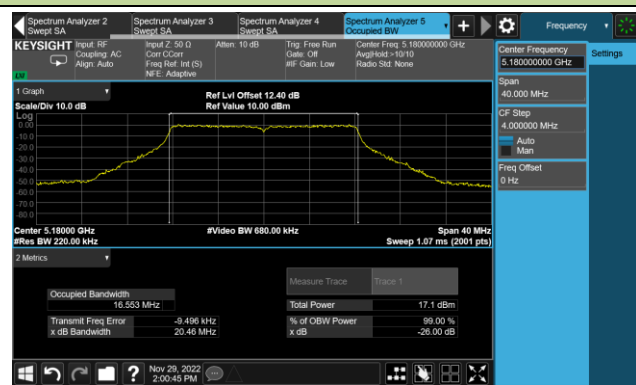 Spectrum Analyzer 2
Swept SA
Spectrum Analyzer 3
Swept SA
Spectrum Analyzer 4
Swept SA
Spectrum Analyzer 5
Occupied BW
Frequency
KEYSIGHT
Input: RF
Coupling: AC
Align: Auto
Input Z: 50 Ω
Corr CCorr
Freq Ref: Int (S)
NFE: Adaptive
Atten: 10 dB
Trig: Free Run
Gate: Off
#IF Gain: Low
Center Freq: 5.180000000 GHz
Avg|Hold:>10/10
Radio Std: None
LU
Center Frequency
5.180000000 GHz
Settings
Span
40.000 MHz
CF Step
4.000000 MHz
Auto
Man
Freq Offset
0 Hz
1 Graph
Scale/Div 10.0 dB
Ref Lvl Offset 12.40 dB
Ref Value 10.00 dBm
Log
0.00
-10.0
-20.0
-30.0
-40.0
-50.0
-60.0
-70.0
-80.0
Center 5.18000 GHz
#Res BW 220.00 kHz
#Video BW 680.00 kHz
Span 40 MHz
Sweep 1.07 ms (2001 pts)
2 Metrics
Measure Trace
Trace 1
Occupied Bandwidth
16.553 MHz
Total Power
17.1 dBm
Transmit Freq Error
-9.496 kHz
% of OBW Power
99.00 %
x dB Bandwidth
20.46 MHz
x dB
-26.00 dB
?
Nov 29, 2022
2:00:45 PM